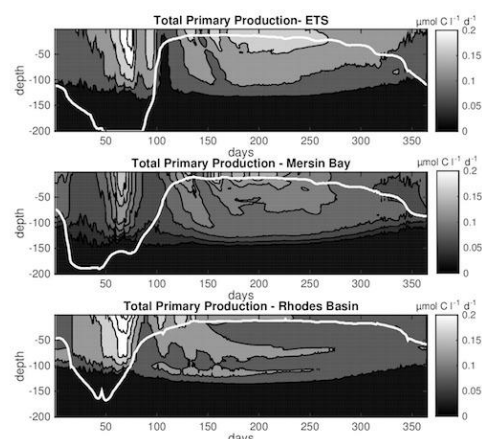 Total Primary Production- ETS
µmol C l⁻¹ d⁻¹
depth
-50
-100
-150
-200
50 100 150 200 250 300 350
days
0.2
0.15
0.1
0.05
0
Total Primary Production - Mersin Bay
µmol C l⁻¹ d⁻¹
depth
-50
-100
-150
-200
50 100 150 200 250 300 350
days
0.2
0.15
0.1
0.05
0
Total Primary Production - Rhodes Basin
µmol C l⁻¹ d⁻¹
depth
-50
-100
-150
-200
50 100 150 200 250 300 350
days
0.2
0.15
0.1
0.05
0